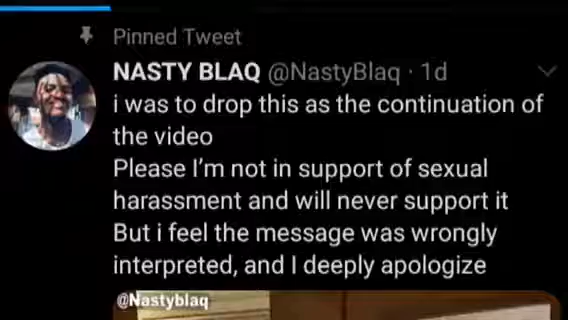 Pinned Tweet
NASTY BLAQ @NastyBlaq · 1d
i was to drop this as the continuation of
the video
Please I'm not in support of sexual
harassment and will never support it
But i feel the message was wrongly
interpreted, and I deeply apologize
@Nastyblaq